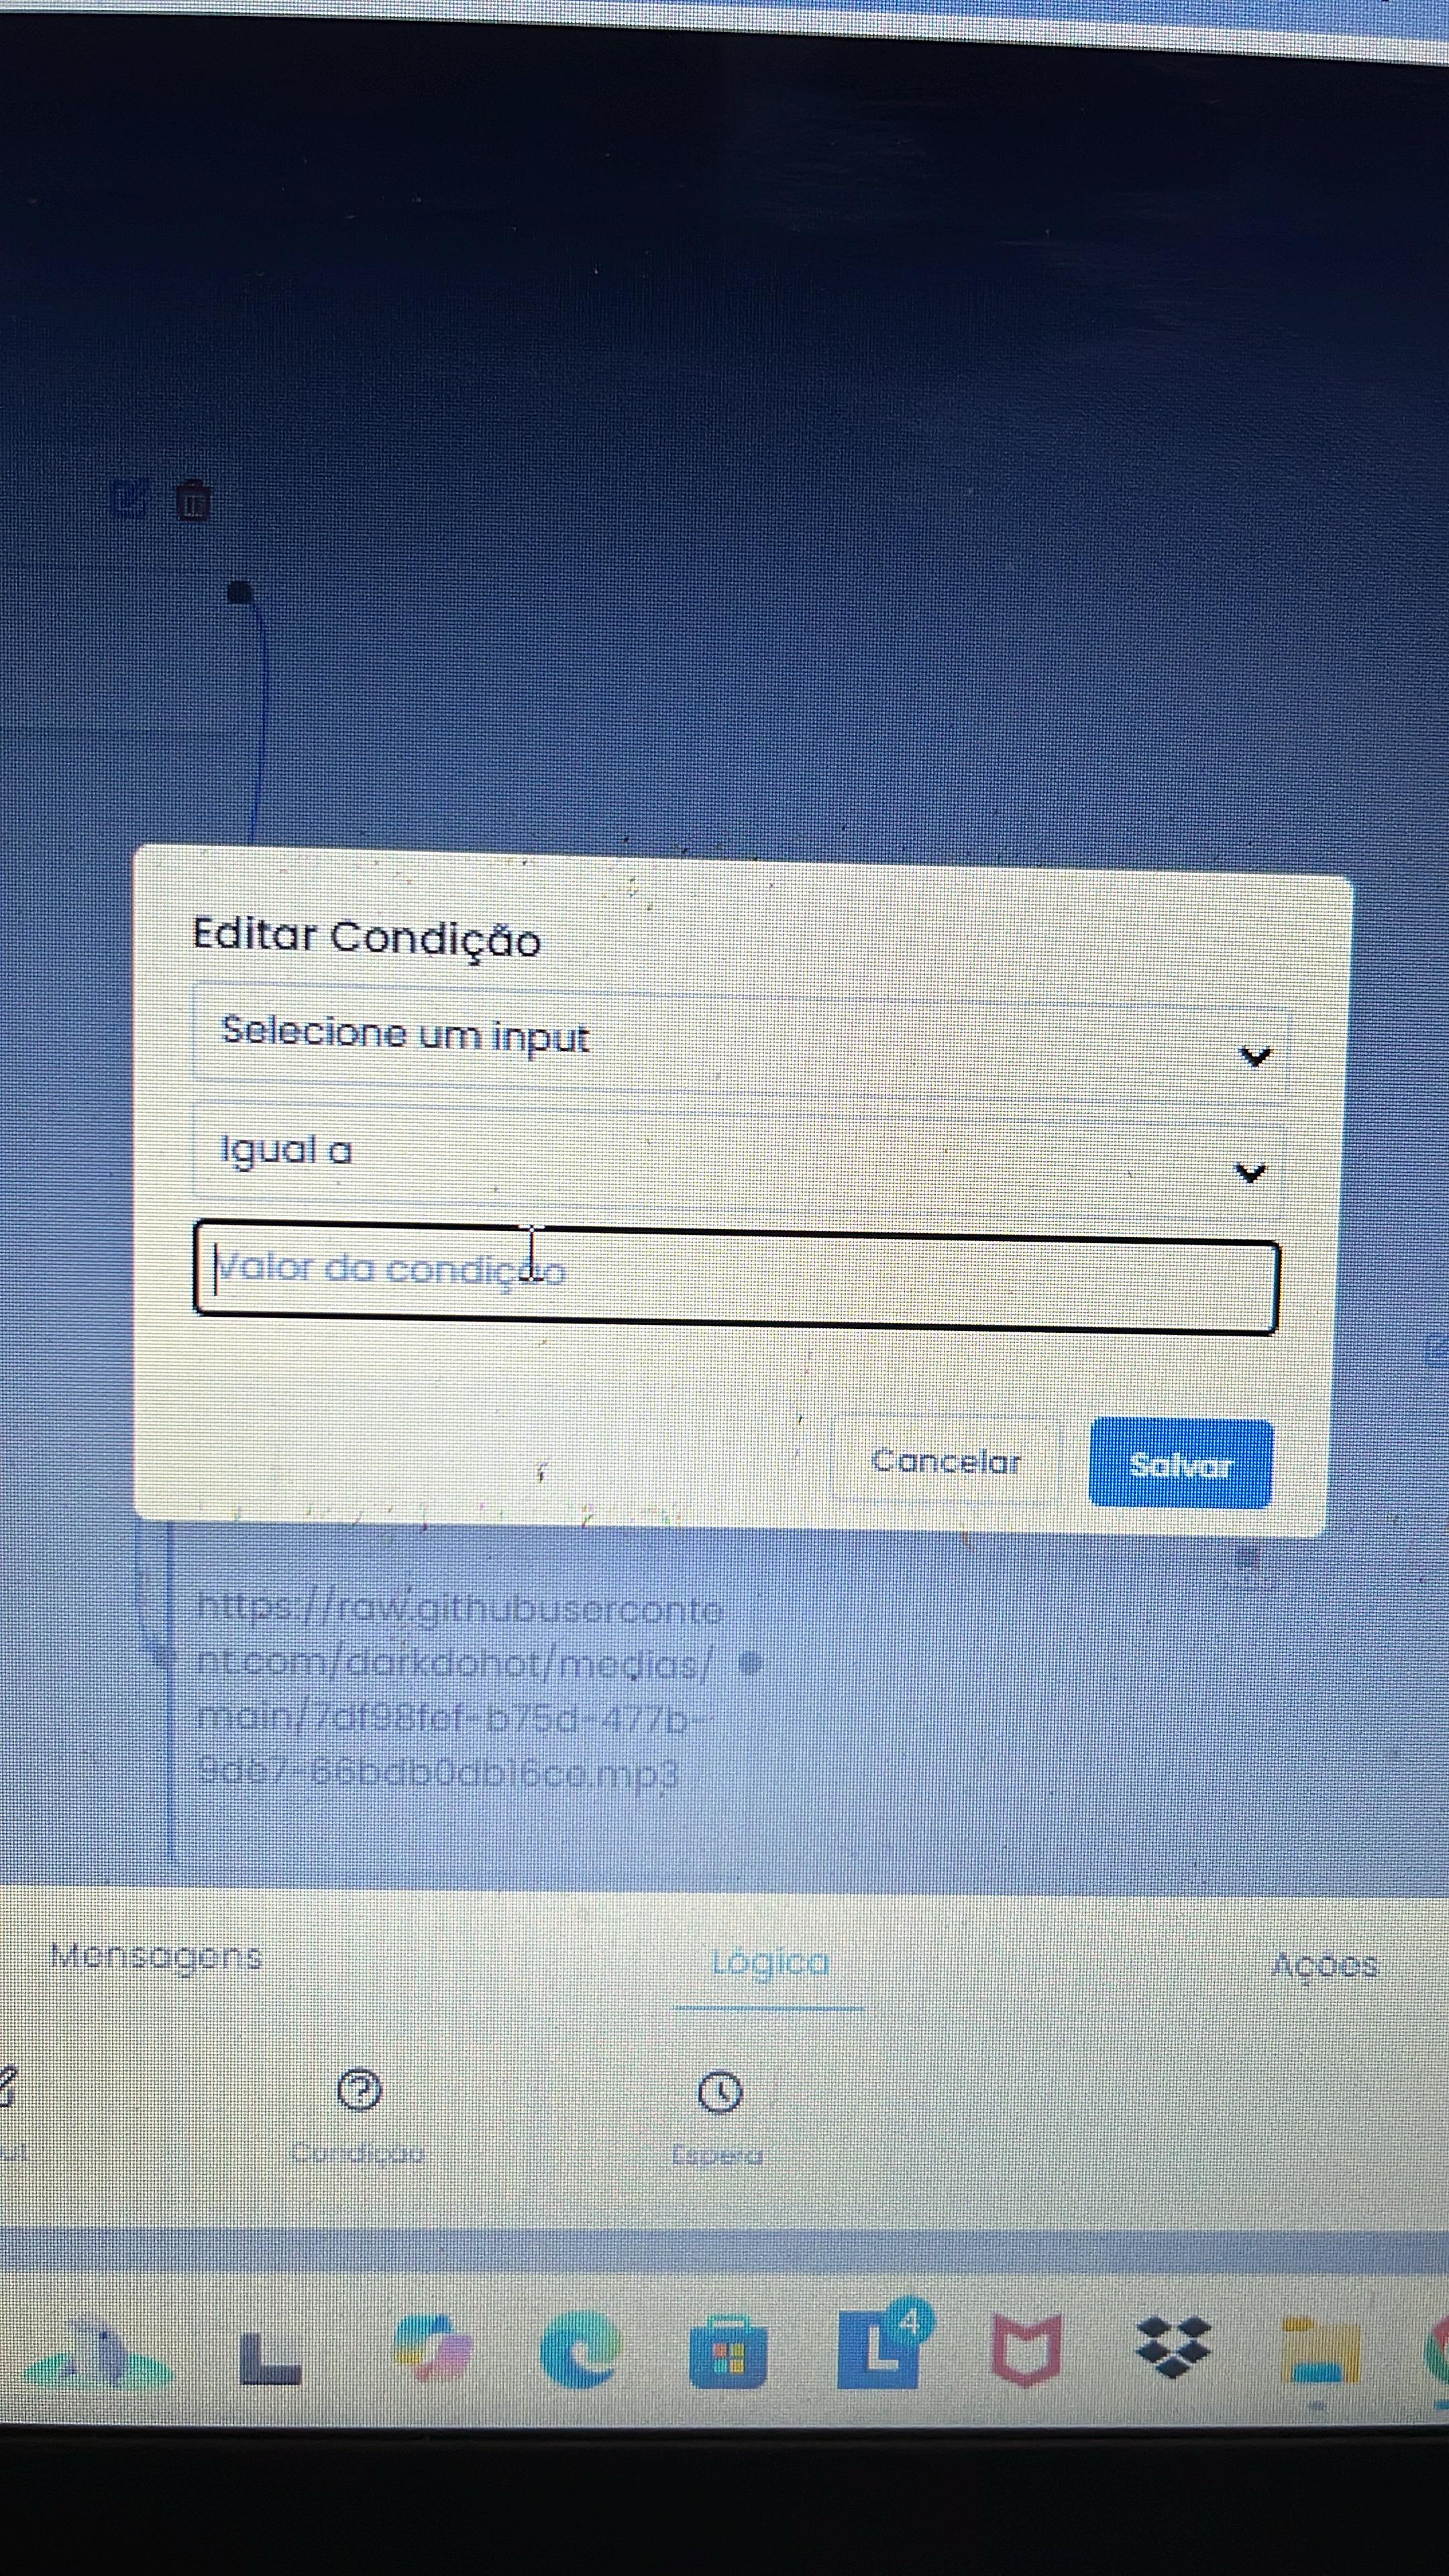 Editar Condição
Selecione um input
Igual a
Valor da condição
Cancelar
Salvar
https://raw.githubuserconte
nt.com/darkdohot/medias/
main/7df98fef-b75d-477b-
9db7-66bdb0db16ce.mp3
Mensagens
Lógica
Ações
Condição
Espera
4